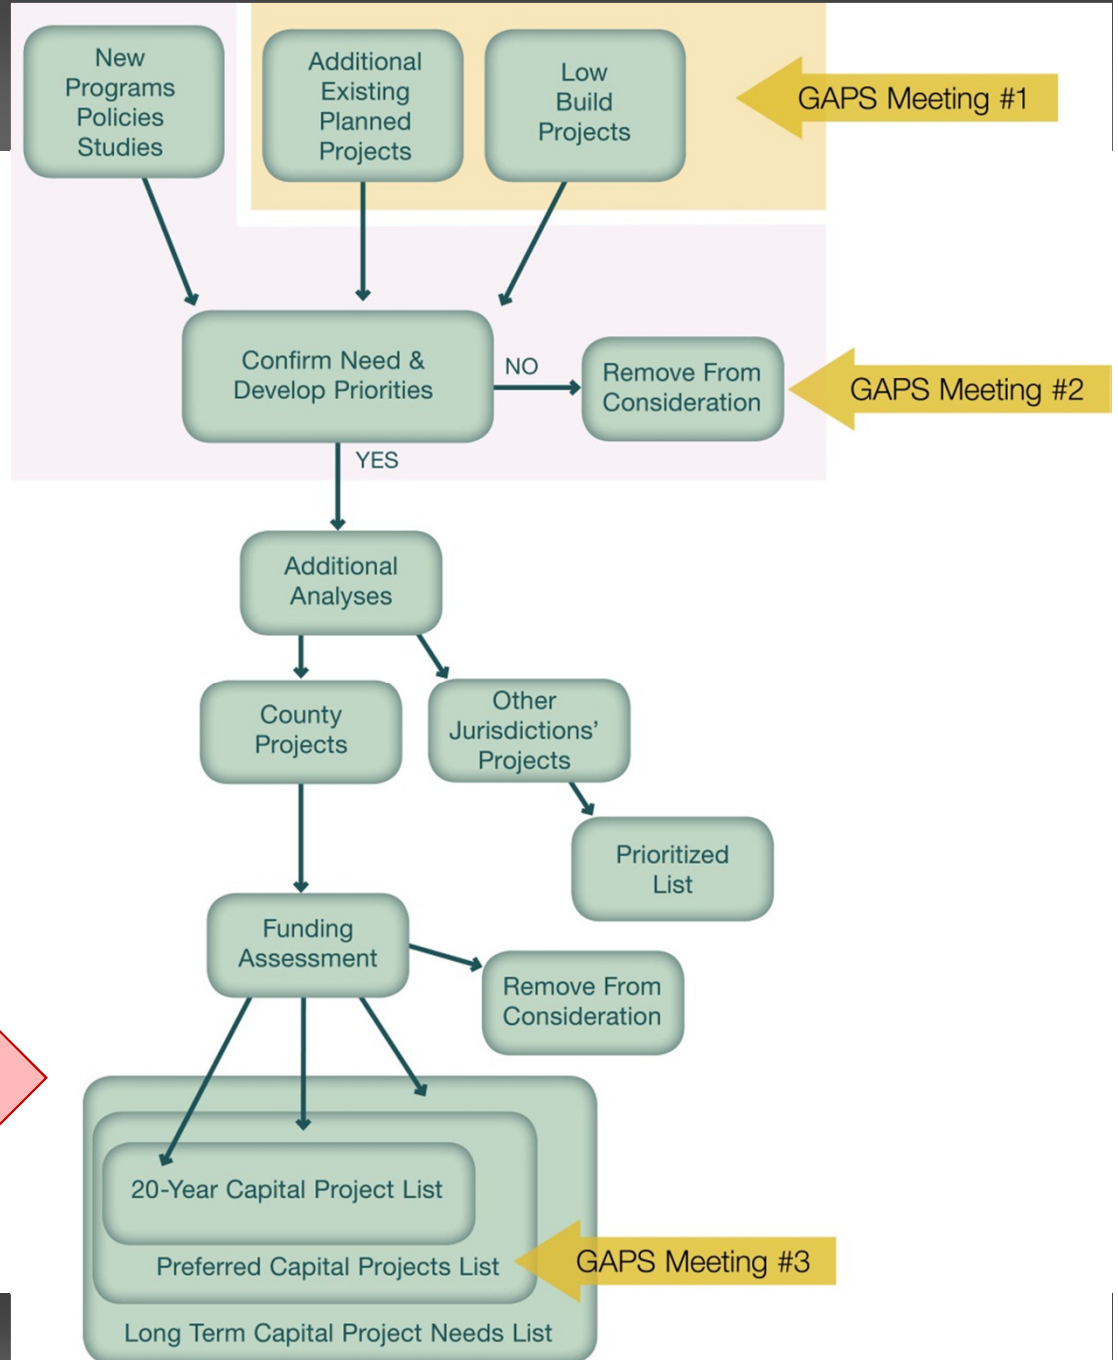 New
Programs
Policies
Studies
Additional
Existing
Planned
Projects
Low
Build
Projects
GAPS Meeting #1
Confirm Need &
Develop Priorities
NO
Remove From
Consideration
GAPS Meeting #2
YES
Additional
Analyses
County
Projects
Other
Jurisdictions’
Projects
Prioritized
List
Funding
Assessment
Remove From
Consideration
20-Year Capital Project List
Preferred Capital Projects List
GAPS Meeting #3
Long Term Capital Project Needs List